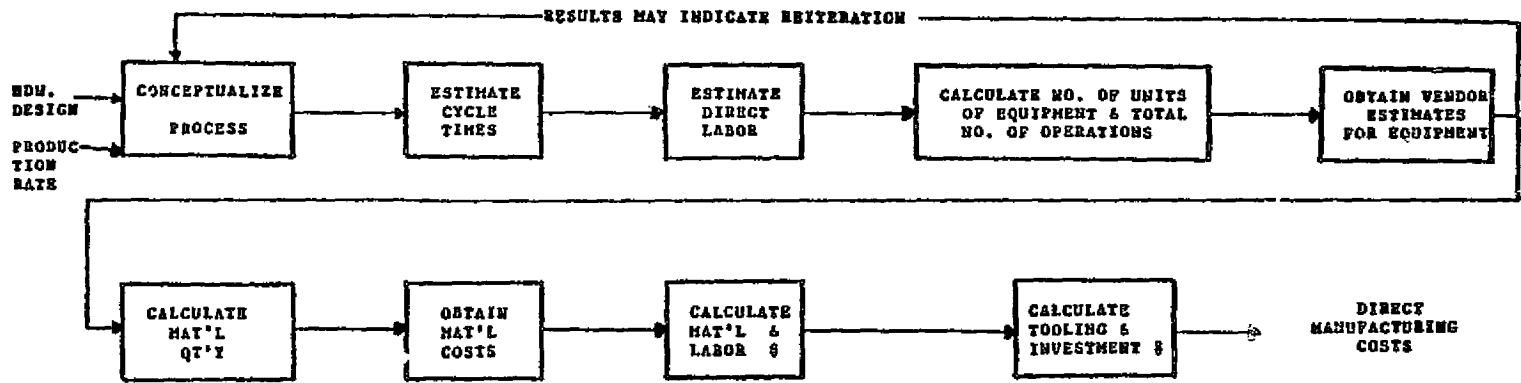 RESULTS MAY INDICATE REITERATION
HDW.
DESIGN
PRODUC
TION
RATE
CONCEPTUALIZE
PROCESS
ESTIMATE
CYCLE
TIMES
ESTIMATE
DIRECT
LABOR
CALCULATE NO. OF UNITS
OF EQUIPMENT & TOTAL
NO. OF OPERATIONS
OBTAIN VENDOR
ESTIMATES
FOR EQUIPMENT
CALCULATE
MAT'L
QT'Y
OBTAIN
MAT'L
COSTS
CALCULATE
MAT'L &
LABOR $
CALCULATE
TOOLING &
INVESTMENT $
DIRECT
MANUFACTURING
COSTS